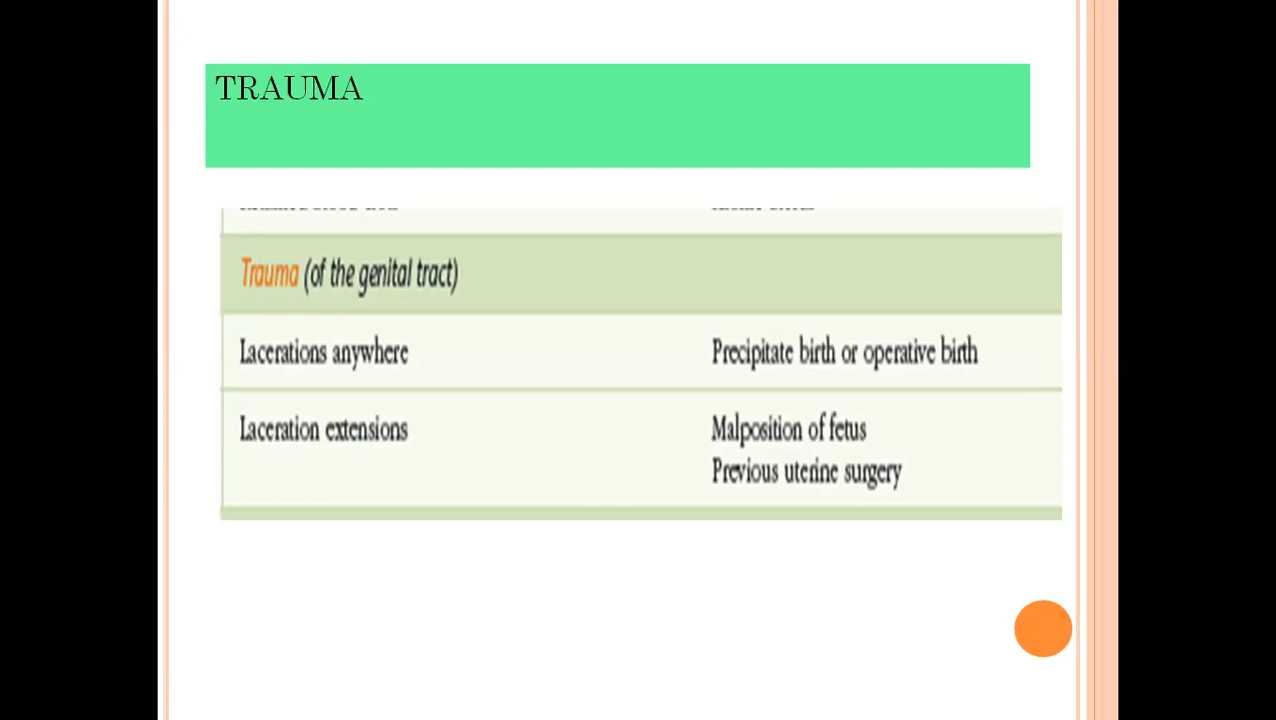 TRAUMA
Trauma (of the genital tract)
Lacerations anywhere
Precipitate birth or operative birth
Laceration extensions
Malposition of fetus
Previous uterine surgery